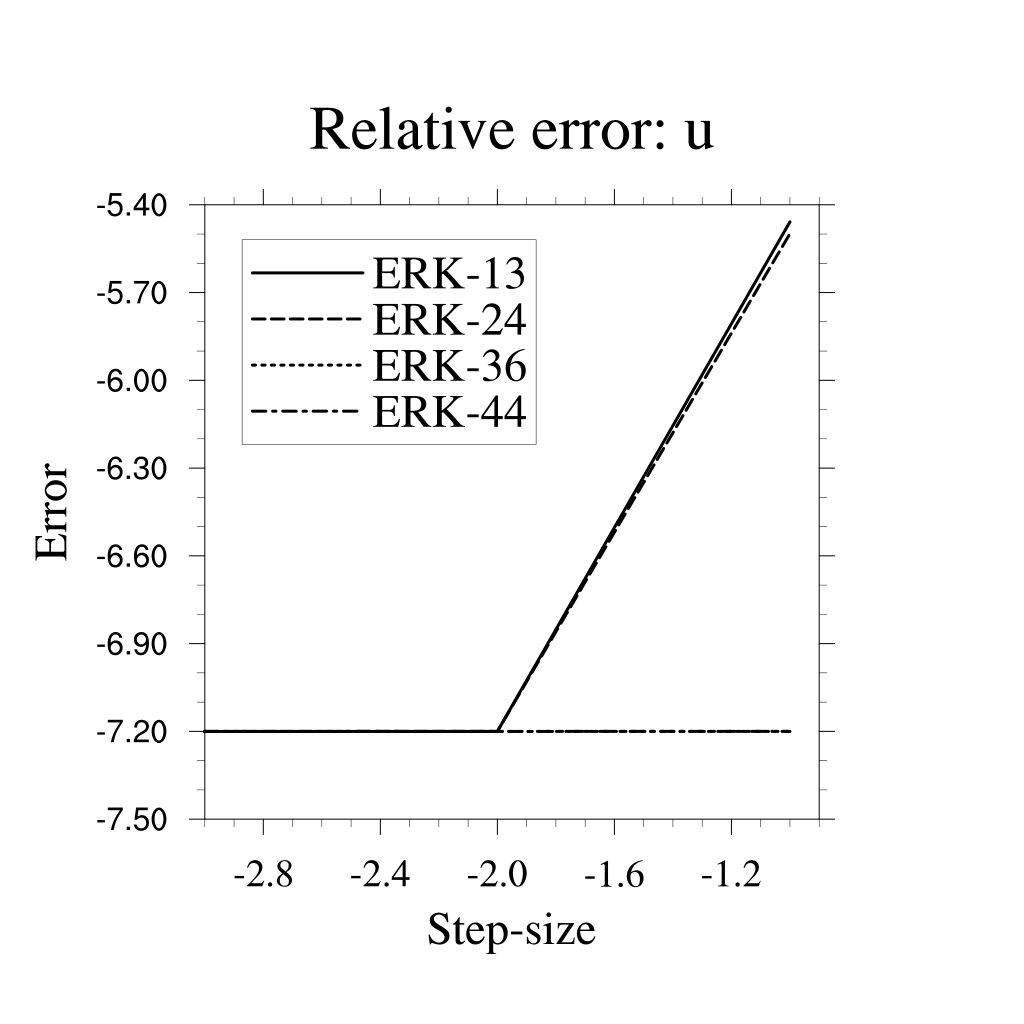 Relative error: u
-5.40
-5.70
-6.00
-6.30
-6.60
-6.90
-7.20
-7.50
Error
ERK-13
ERK-24
ERK-36
ERK-44
-2.8 -2.4 -2.0 -1.6 -1.2
Step-size